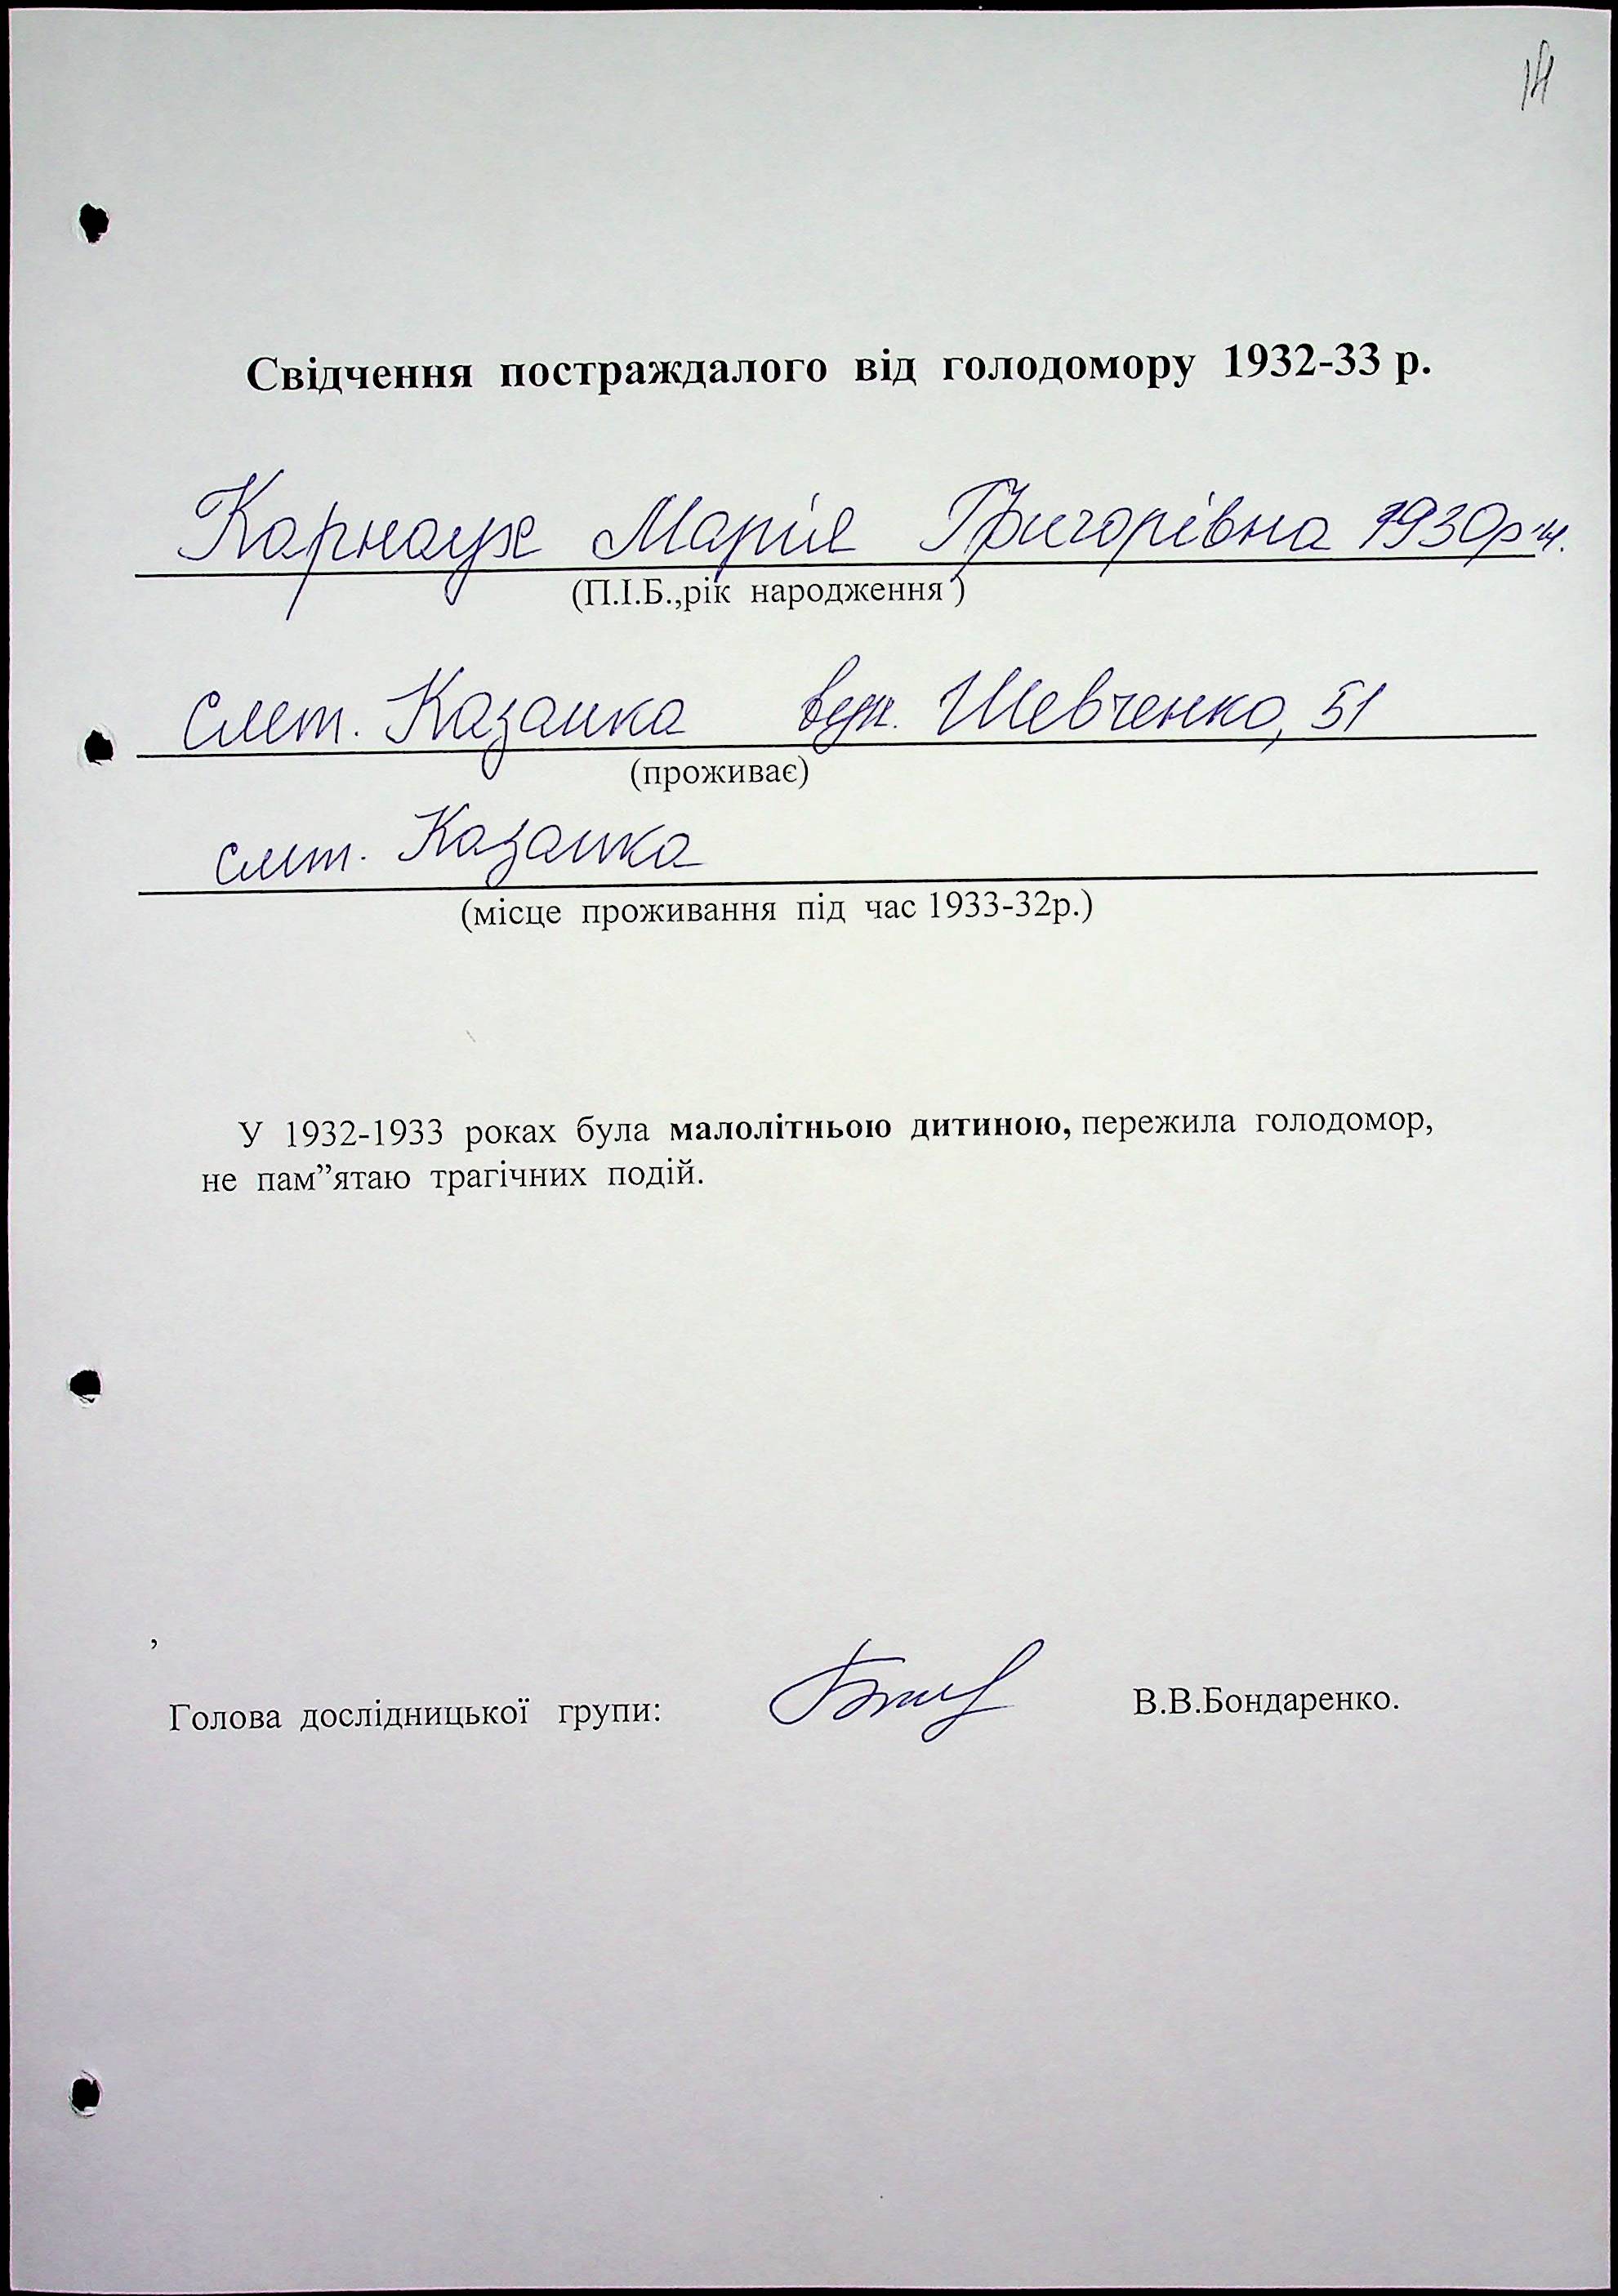 Свідчення постраждалого від голодомору 1932-33 р.
Карнаух Марія Григорівна 1930р.н.
(П.І.Б.,рік народження )
смт. Казанка вул. Шевченко, 51
(проживає)
смт. Казанка
(місце проживання під час 1933-32р.)
У 1932-1933 роках була малолітньою дитиною, пережила голодомор,
не пам”ятаю трагічних подій.
Голова дослідницької групи: В.В.Бондаренко.